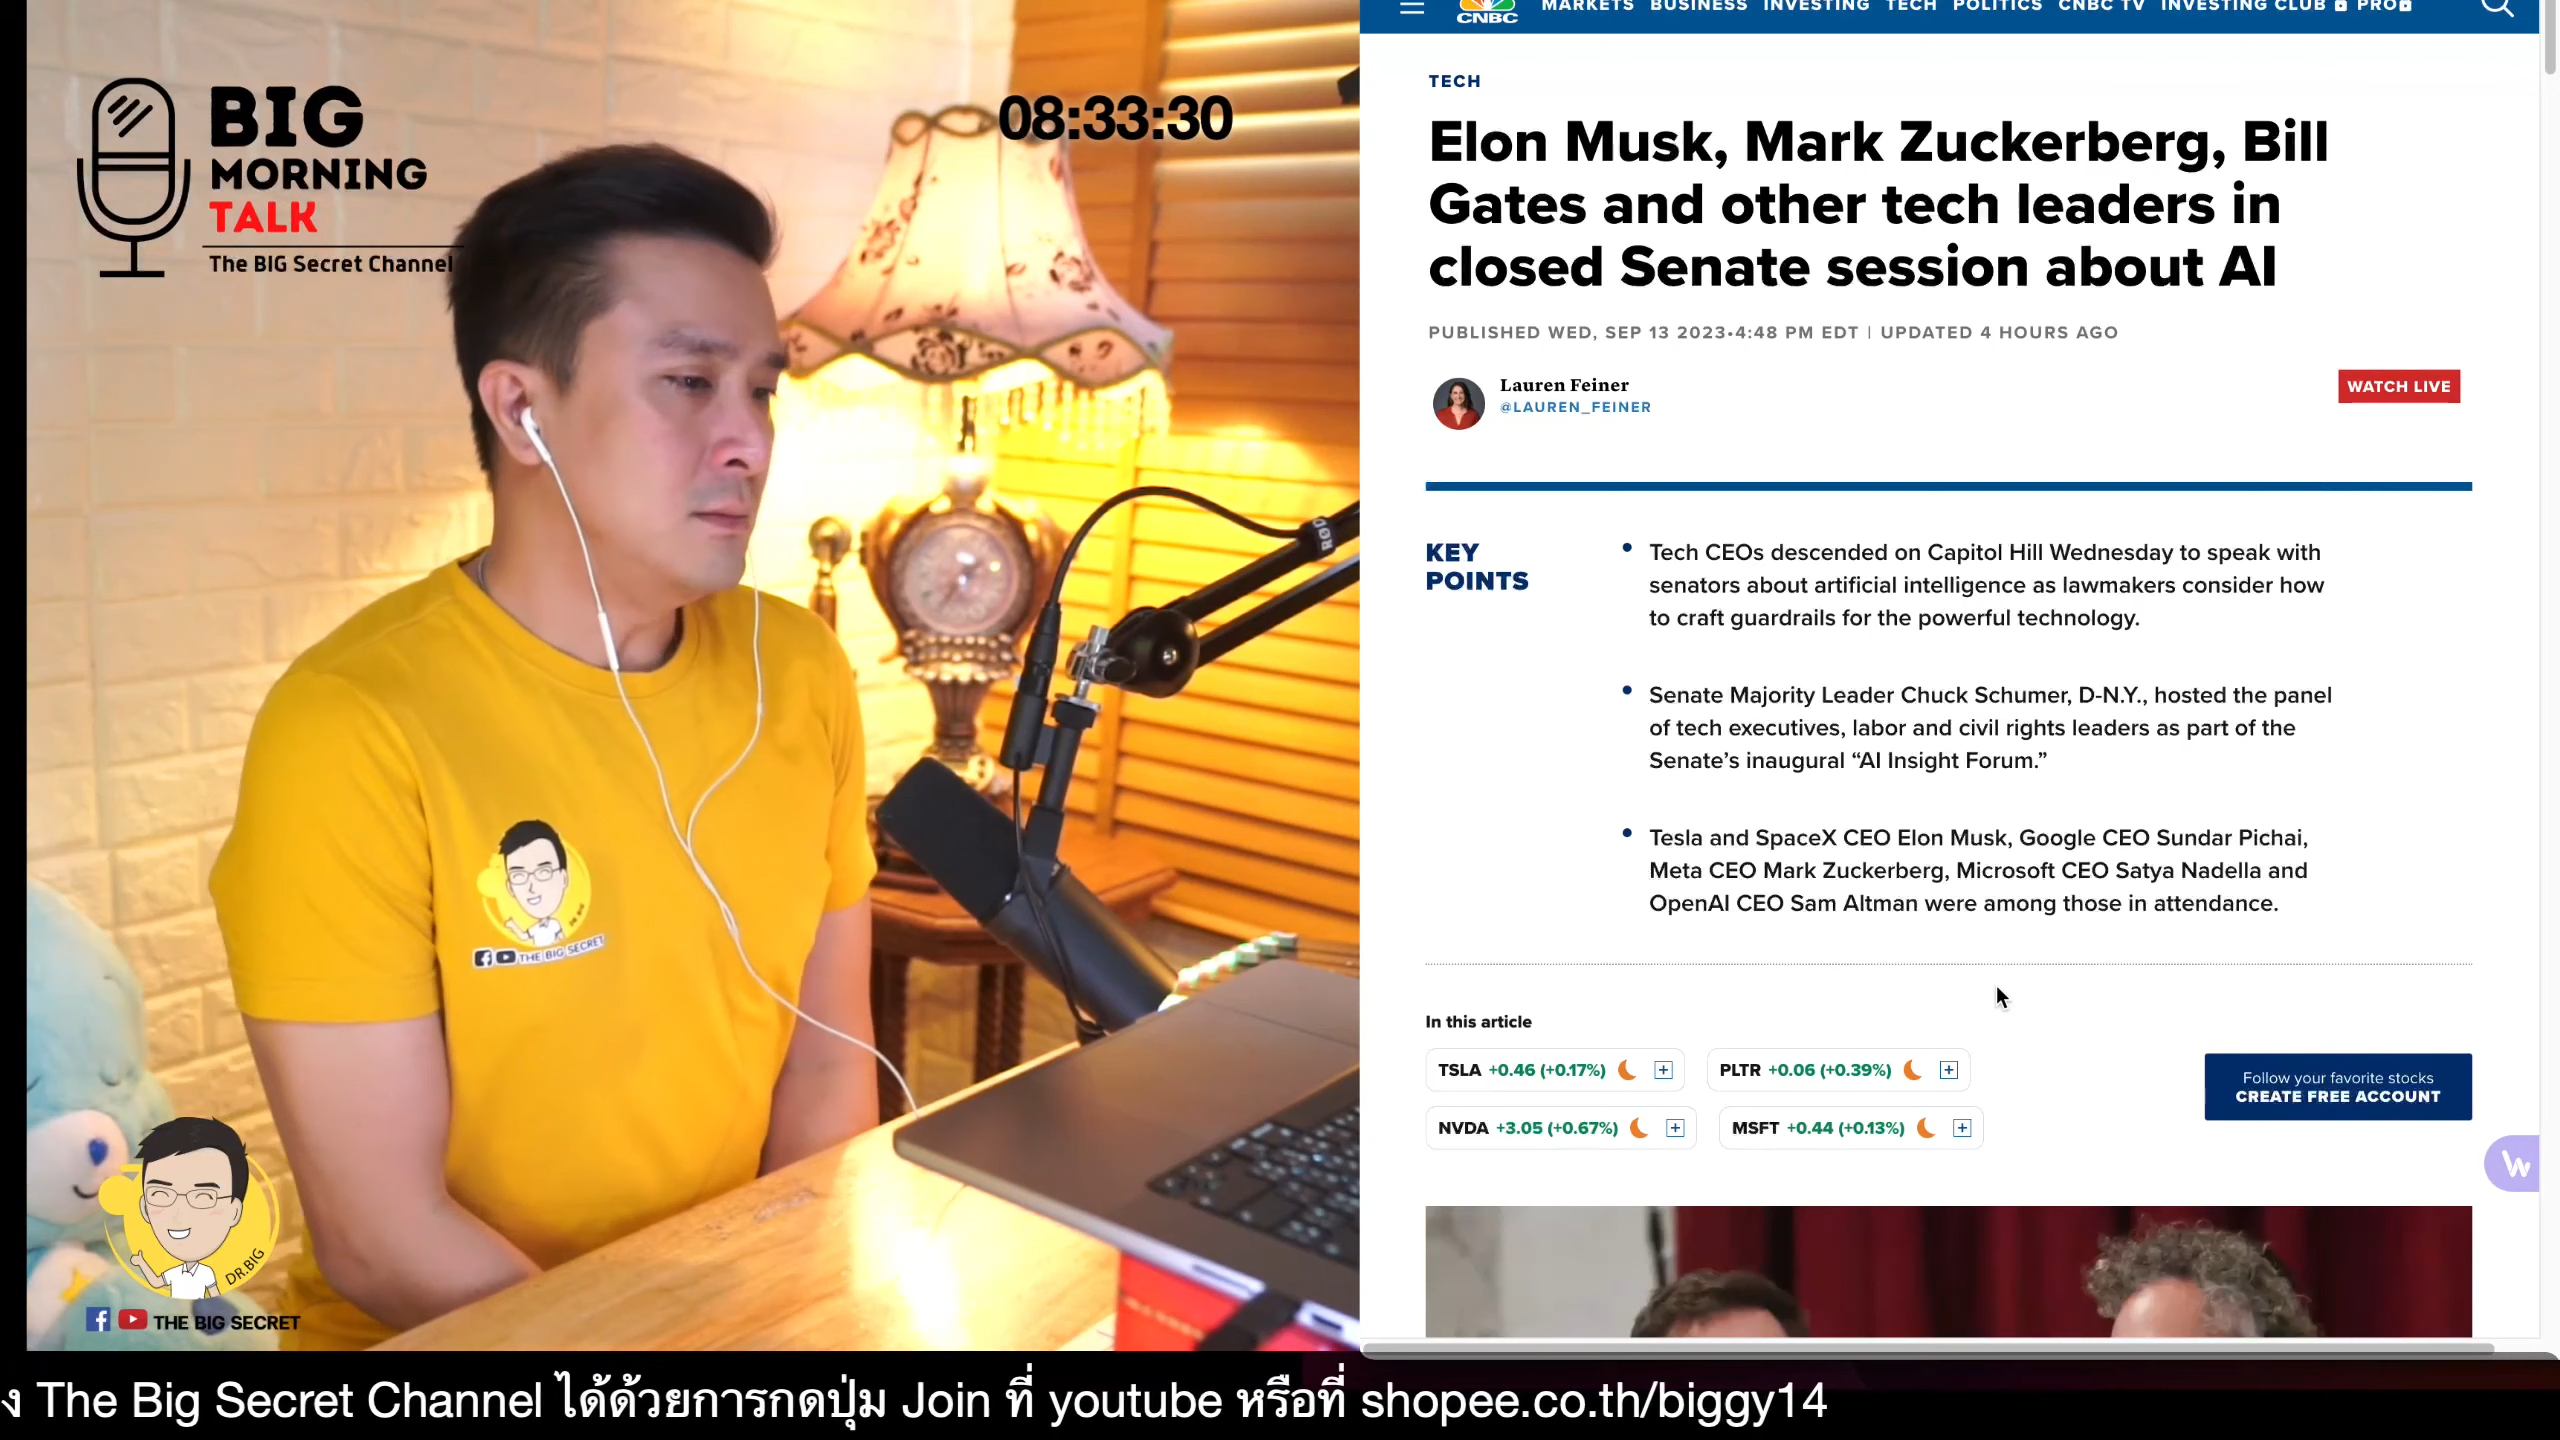 BIG
MORNING
TALK
The BIG Secret Channel
08:33:30
RØD
THE BIG SECRET
DR.BIG
THE BIG SECRET
CNBC MARKETS BUSINESS INVESTING TECH POLITICS CNBC TV INVESTING CLUB PRO
TECH
Elon Musk, Mark Zuckerberg, Bill
Gates and other tech leaders in
closed Senate session about AI
PUBLISHED WED, SEP 13 2023•4:48 PM EDT | UPDATED 4 HOURS AGO
Lauren Feiner
@LAUREN_FEINER
WATCH LIVE
KEY
POINTS
• Tech CEOs descended on Capitol Hill Wednesday to speak with
senators about artificial intelligence as lawmakers consider how
to craft guardrails for the powerful technology.
• Senate Majority Leader Chuck Schumer, D-N.Y., hosted the panel
of tech executives, labor and civil rights leaders as part of the
Senate’s inaugural “AI Insight Forum.”
• Tesla and SpaceX CEO Elon Musk, Google CEO Sundar Pichai,
Meta CEO Mark Zuckerberg, Microsoft CEO Satya Nadella and
OpenAI CEO Sam Altman were among those in attendance.
In this article
TSLA +0.46 (+0.17%) PLTR +0.06 (+0.39%)
NVDA +3.05 (+0.67%) MSFT +0.44 (+0.13%)
Follow your favorite stocks
CREATE FREE ACCOUNT
ง The Big Secret Channel ได้ด้วยการกดปุ่ม Join ที่ youtube หรือที่ shopee.co.th/biggy14